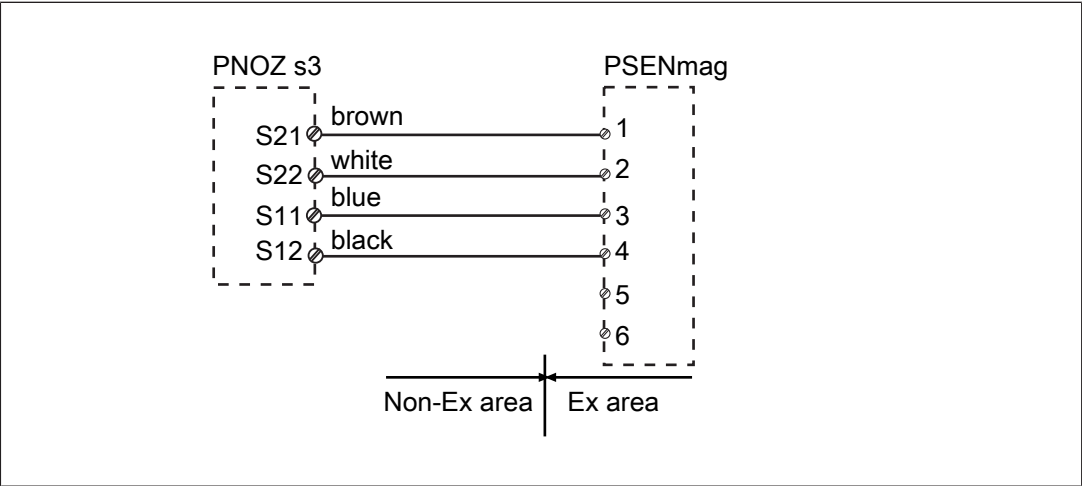 PNOZ s3 PSENmag
S21 brown 1
S22 white 2
S11 blue 3
S12 black 4
5
6
Non-Ex area Ex area